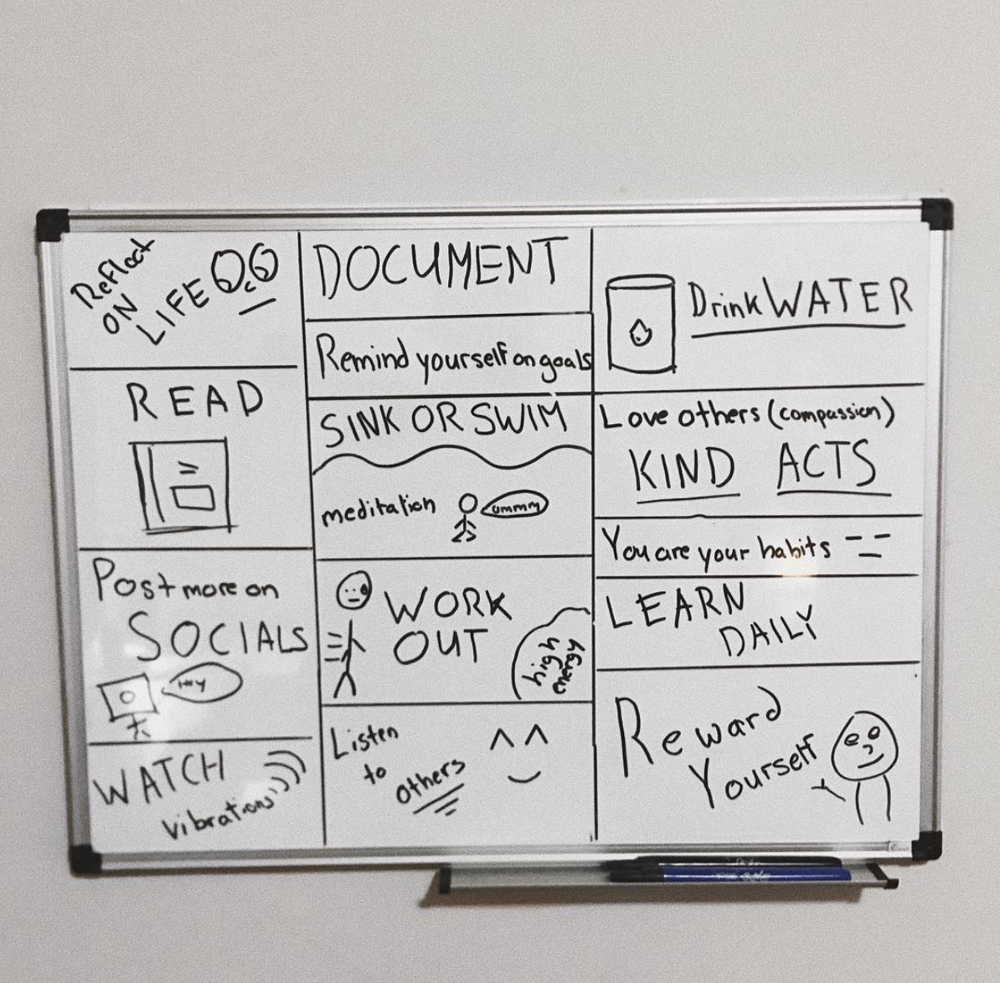 Reflect
ON
LIFE
READ
Post more on
SOCIALS
Hey
WATCH
Vibrations
DOCUMENT
Remind yourself on goals
SINK OR SWIM
meditation
ummm
WORK
OUT
high
energy
Listen
to
others
Drink WATER
Love others (compassion)
KIND ACTS
You are your habits
LEARN
DAILY
Reward
Yourself